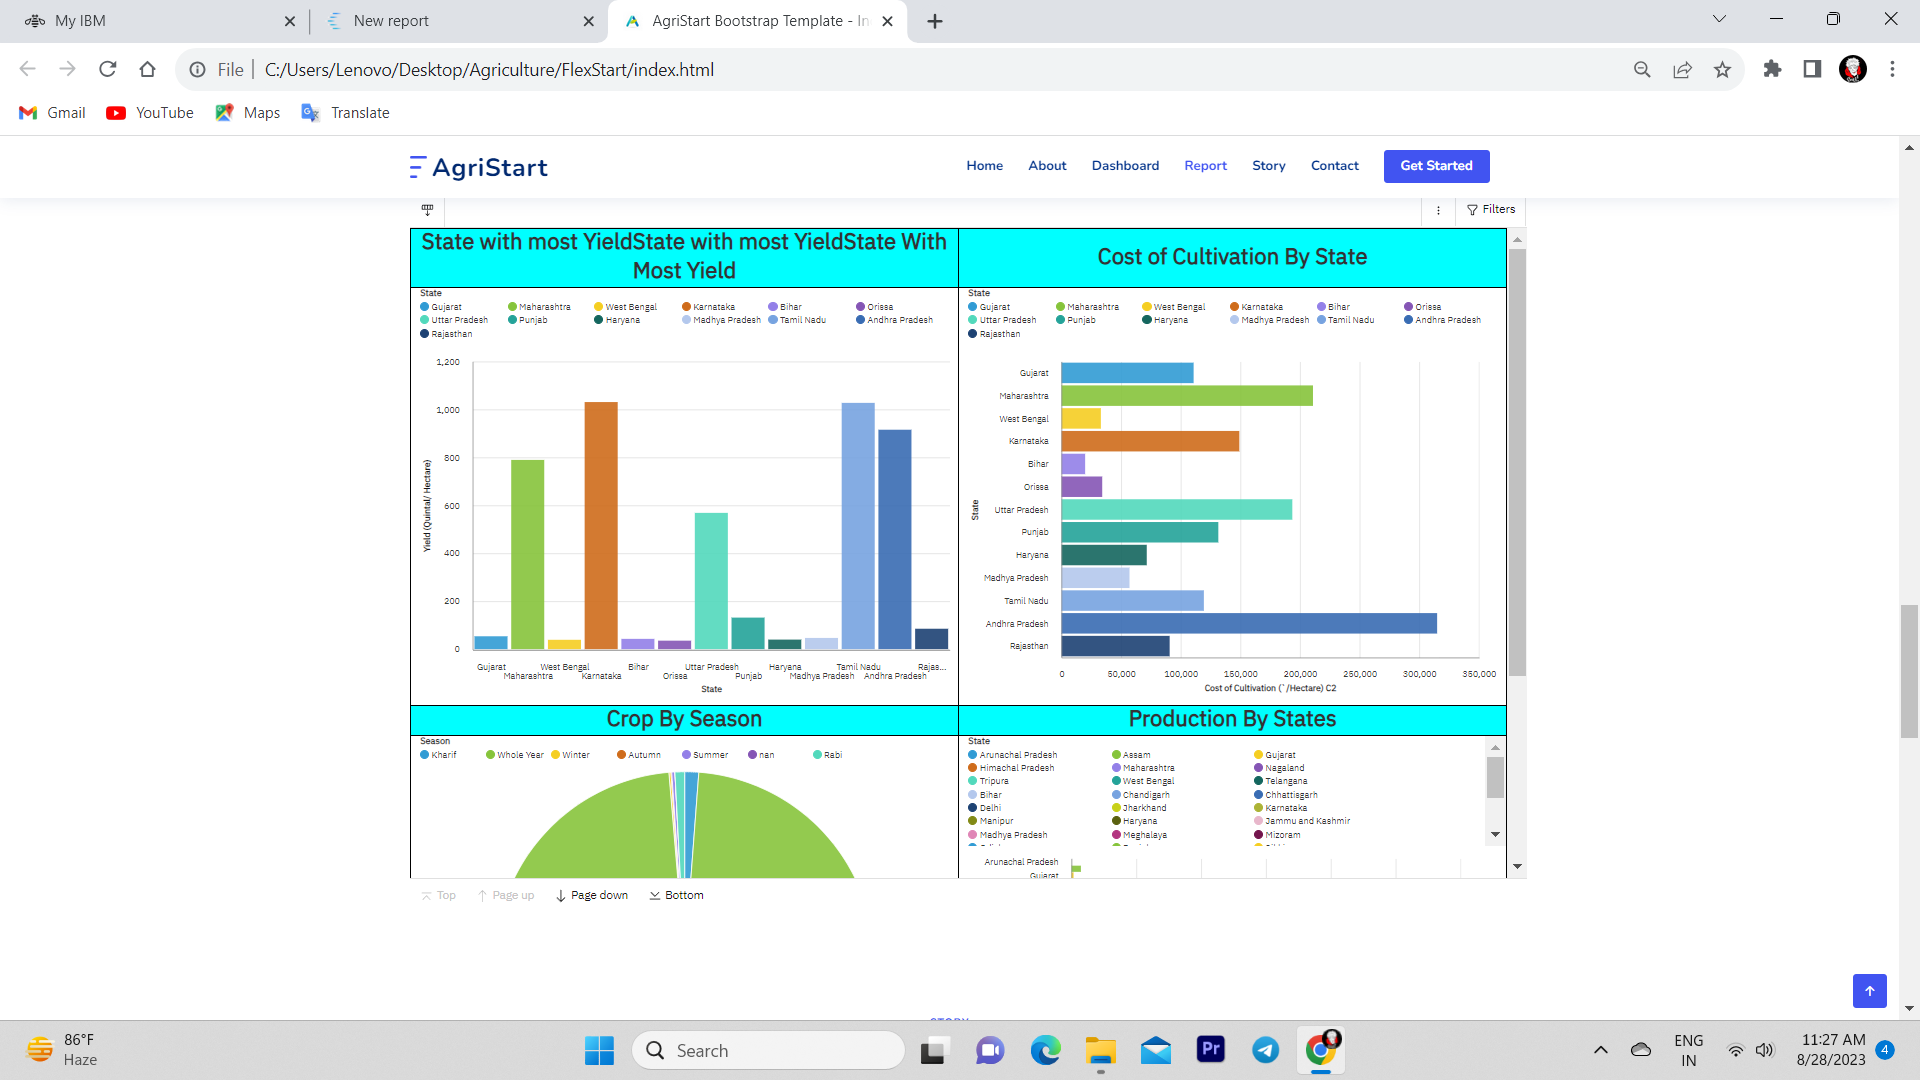 My IBM
New report
AgriStart Bootstrap Template - In
File
C:/Users/Lenovo/Desktop/Agriculture/FlexStart/index.html
Gmail YouTube Maps Translate
AgriStart
Home About Dashboard Report Story Contact Get Started
Filters
State with most YieldState with most YieldState With
Most Yield
State
Gujarat Maharashtra West Bengal Karnataka Bihar Orissa
Uttar Pradesh Punjab Haryana Madhya Pradesh Tamil Nadu Andhra Pradesh
Rajasthan
1,200
1,000
800
600
400
200
0
Yield (Quintal/ Hectare)
Gujarat West Bengal Bihar Uttar Pradesh Haryana Tamil Nadu Rajas...
Maharashtra Karnataka Orissa Punjab Madhya Pradesh Andhra Pradesh
State
Cost of Cultivation By State
State
Gujarat Maharashtra West Bengal Karnataka Bihar Orissa
Uttar Pradesh Punjab Haryana Madhya Pradesh Tamil Nadu Andhra Pradesh
Rajasthan
State
Gujarat
Maharashtra
West Bengal
Karnataka
Bihar
Orissa
Uttar Pradesh
Punjab
Haryana
Madhya Pradesh
Tamil Nadu
Andhra Pradesh
Rajasthan
0 50,000 100,000 150,000 200,000 250,000 300,000 350,000
Cost of Cultivation (`/Hectare) C2
Crop By Season
Season
Kharif Whole Year Winter Autumn Summer nan Rabi
Production By States
State
Arunachal Pradesh Assam Gujarat
Himachal Pradesh Maharashtra Nagaland
Tripura West Bengal Telangana
Bihar Chandigarh Chhattisgarh
Delhi Jharkhand Karnataka
Manipur Haryana Jammu and Kashmir
Madhya Pradesh Meghalaya Mizoram
Arunachal Pradesh
Gujarat
Top Page up Page down Bottom
STORY
86°F
Haze
Search
Pr
ENG
IN
11:27 AM
8/28/2023
4